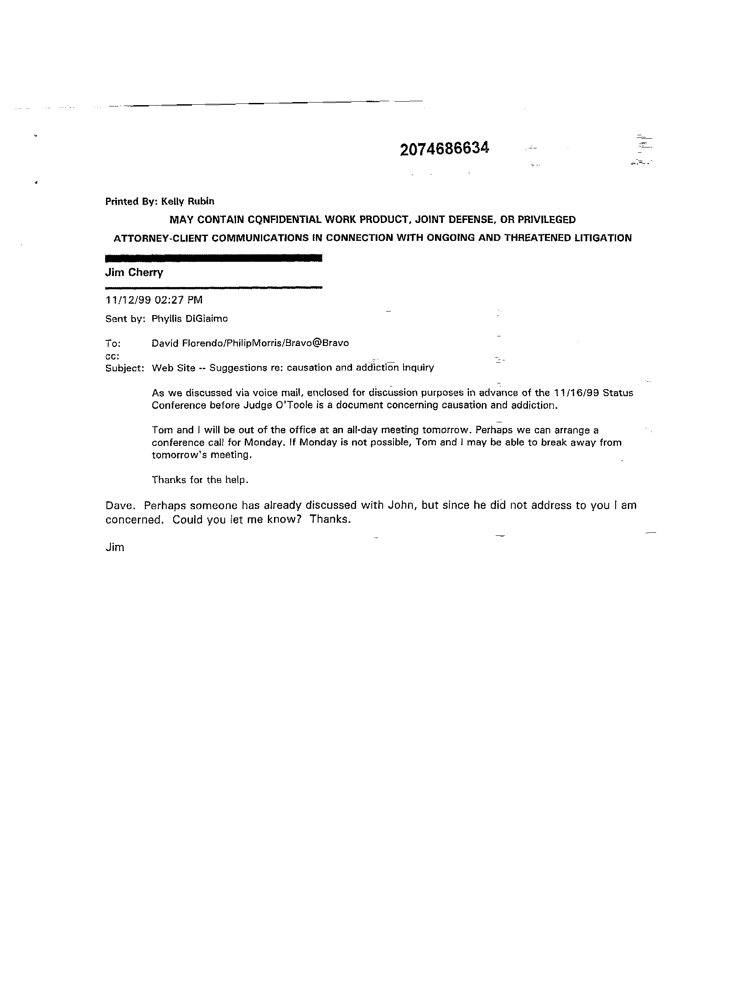 2074686634
Printed By: Kelly Rubin
MAY CONTAIN CONFIDENTIAL WORK PRODUCT, JOINT DEFENSE, OR PRIVILEGED
ATTORNEY-CLIENT COMMUNICATIONS IN CONNECTION WITH ONGOING AND THREATENED LITIGATION
Jim Cherry
11/12/99 02:27 PM
Sent by: Phyllis DiGiaimo
To: David Florendo/PhilipMorris/Bravo@Bravo
cc:
Subject: Web Site -- Suggestions re: causation and addiction inquiry
As we discussed via voice mail, enclosed for discussion purposes in advance of the 11/16/99 Status
Conference before Judge O'Toole is a document concerning causation and addiction.
Tom and I will be out of the office at an all-day meeting tomorrow. Perhaps we can arrange a
conference call for Monday. If Monday is not possible, Tom and I may be able to break away from
tomorrow's meeting.
Thanks for the help.
Dave. Perhaps someone has already discussed with John, but since he did not address to you I am
concerned. Could you let me know? Thanks.
Jim